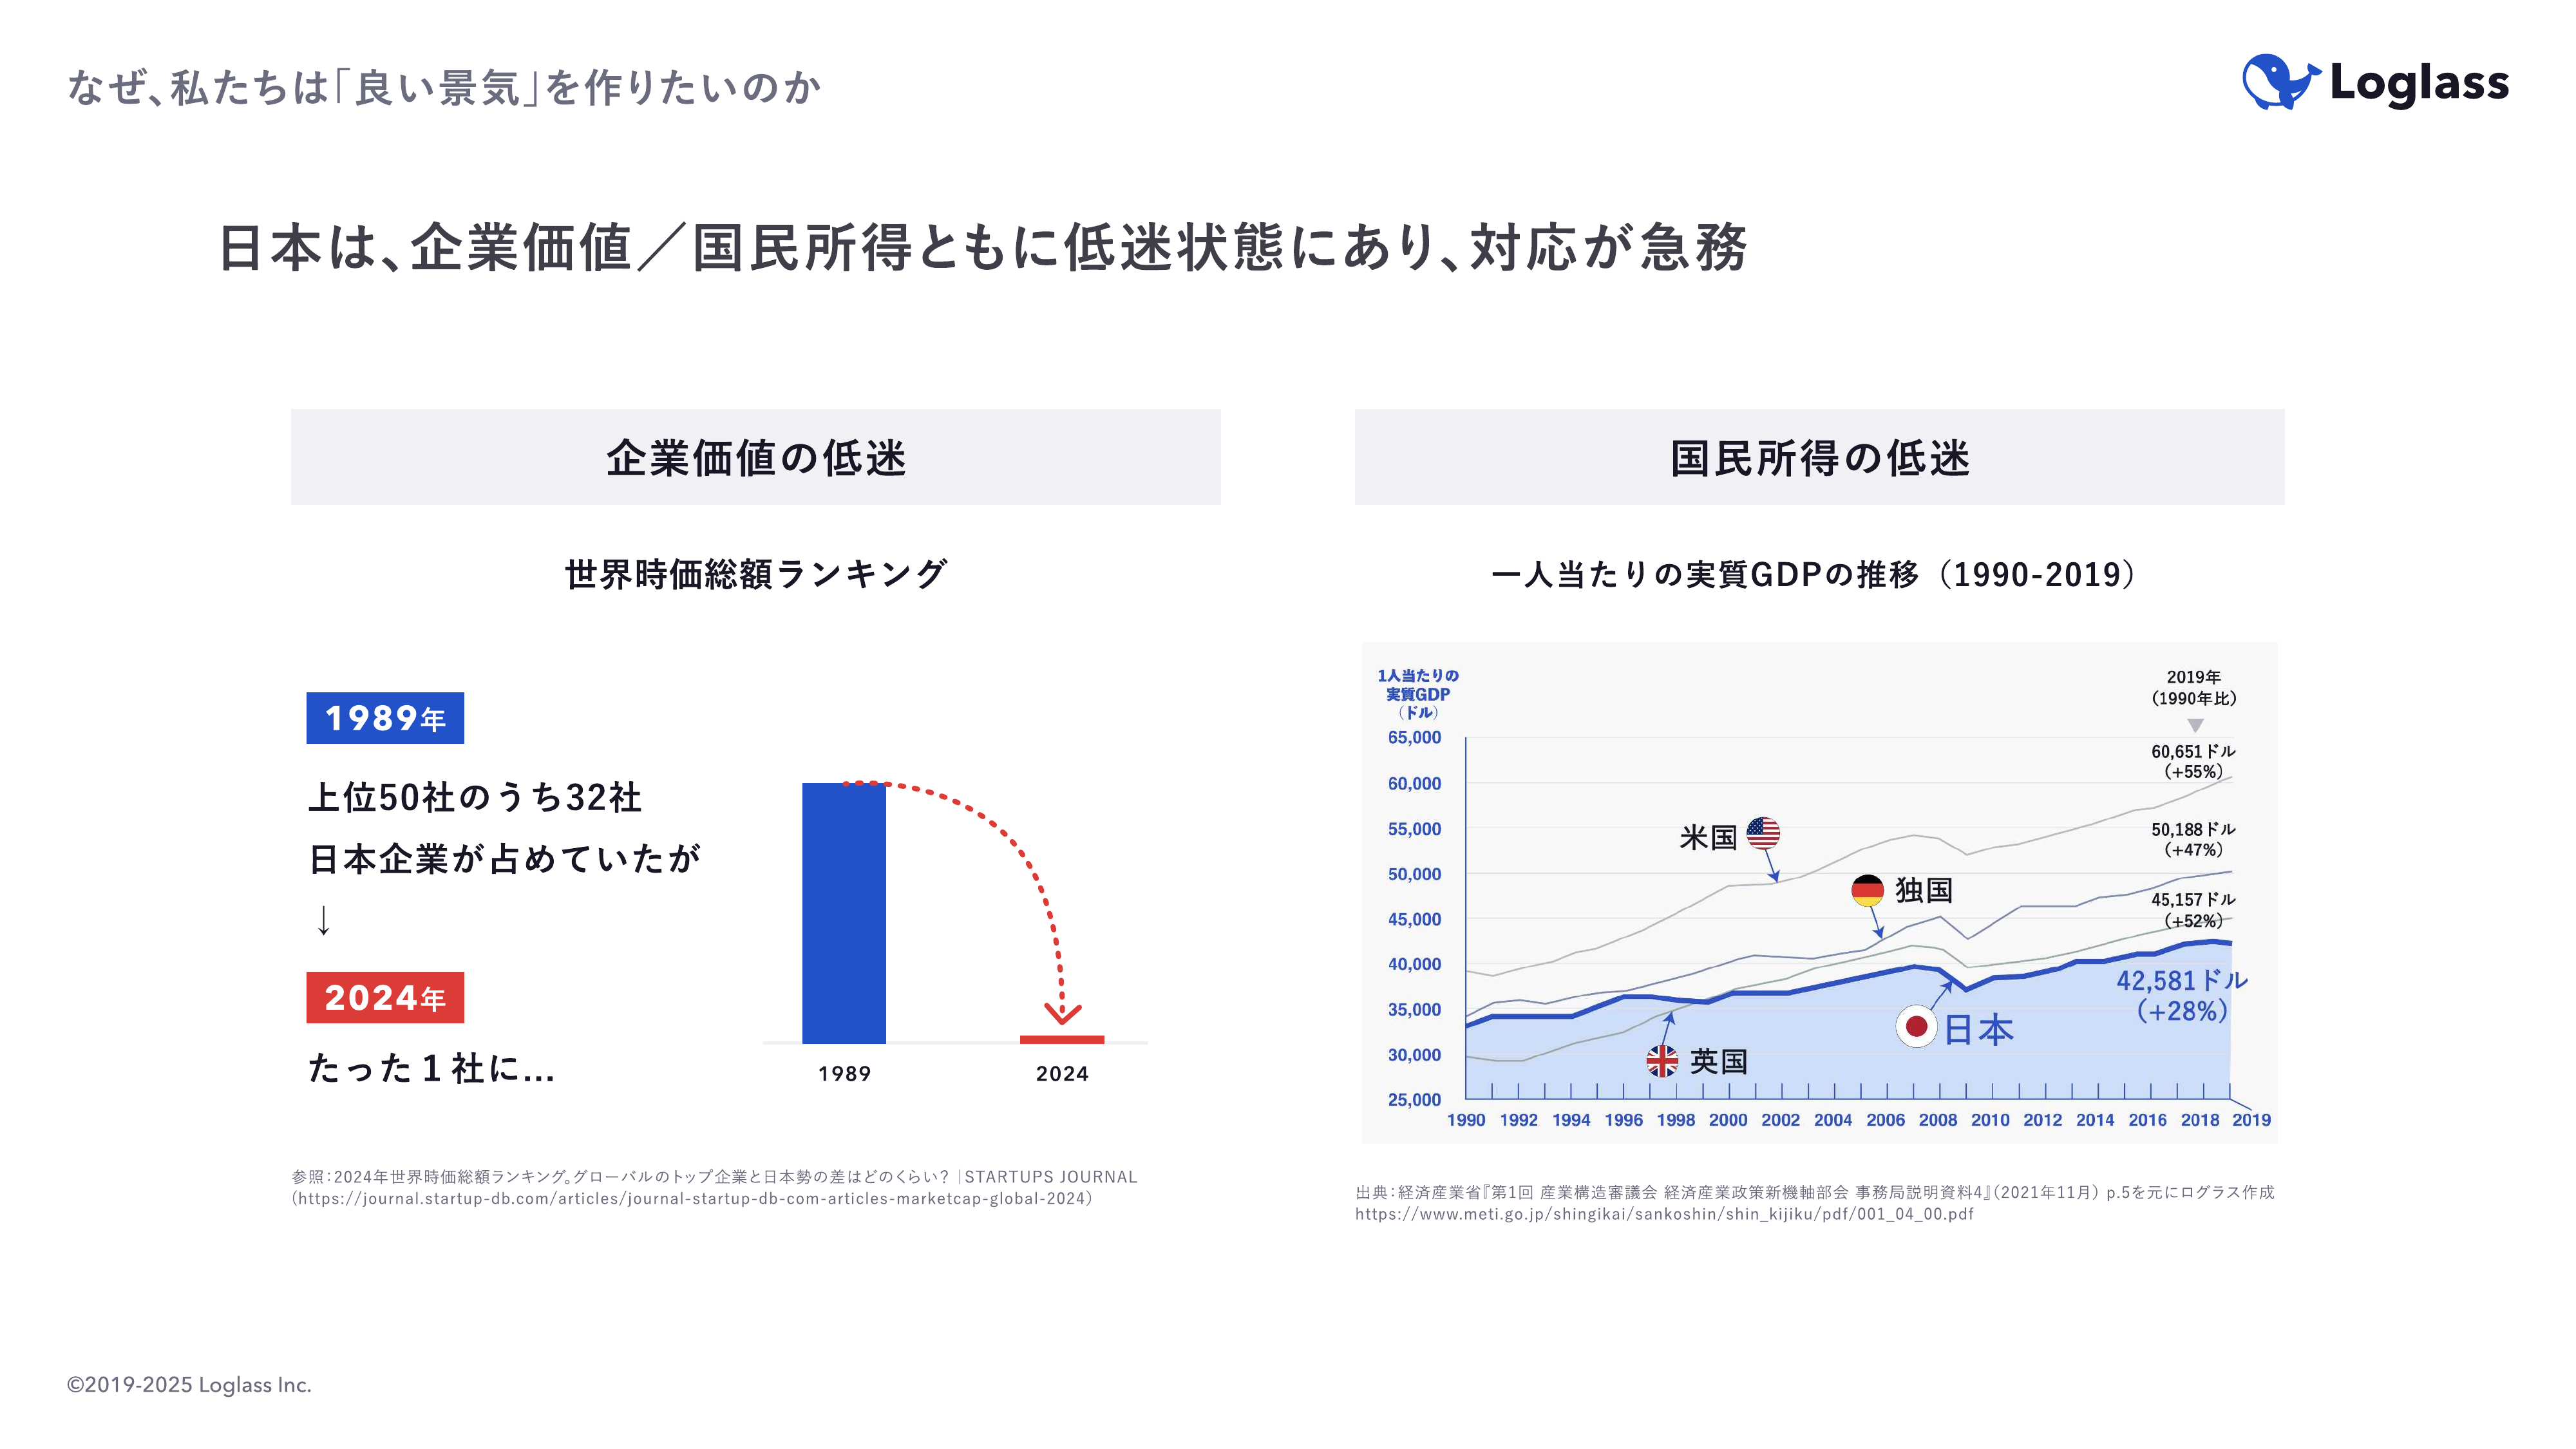 なぜ、私たちは「良い景気」を作りたいのか
Loglass
日本は、企業価値／国民所得ともに低迷状態にあり、対応が急務
企業価値の低迷
世界時価総額ランキング
1989年
上位50社のうち32社
日本企業が占めていたが
↓
2024年
たった１社に...
1989
2024
参照：2024年世界時価総額ランキング。グローバルのトップ企業と日本勢の差はどのくらい？｜STARTUPS JOURNAL
(https://journal.startup-db.com/articles/journal-startup-db-com-articles-marketcap-global-2024)
国民所得の低迷
一人当たりの実質GDPの推移（1990-2019）
1人当たりの
実質GDP
（ドル）
65,000
60,000
55,000
50,000
45,000
40,000
35,000
30,000
25,000
2019年
（1990年比）
60,651ドル
（+55%）
50,188ドル
（+47%）
45,157ドル
（+52%）
42,581ドル
（+28%）
米国
独国
日本
英国
1990 1992 1994 1996 1998 2000 2002 2004 2006 2008 2010 2012 2014 2016 2018 2019
出典：経済産業省『第1回 産業構造審議会 経済産業政策新機軸部会 事務局説明資料4』（2021年11月） p.5を元にログラス作成
https://www.meti.go.jp/shingikai/sankoshin/shin_kijiku/pdf/001_04_00.pdf
©2019-2025 Loglass Inc.